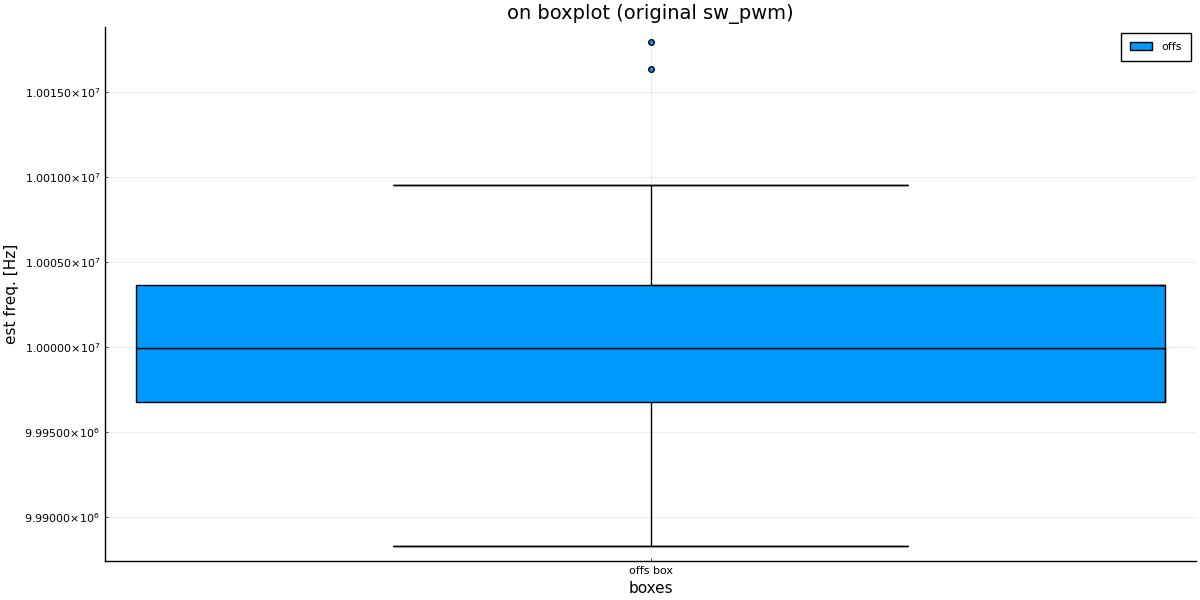 on boxplot (original sw_pwm)
offs
1.00150×10⁷
1.00100×10⁷
1.00050×10⁷
1.00000×10⁷
9.99500×10⁶
9.99000×10⁶
est freq. [Hz]
offs box
boxes